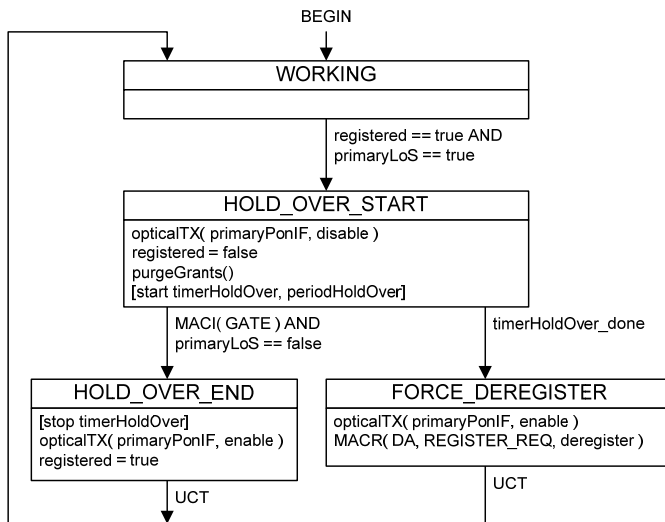 BEGIN
WORKING
registered == true AND
primaryLoS == true
HOLD_OVER_START
opticalTX( primaryPonIF, disable )
registered = false
purgeGrants()
[start timerHoldOver, periodHoldOver]
MACI( GATE ) AND
primaryLoS == false
timerHoldOver_done
HOLD_OVER_END
[stop timerHoldOver]
opticalTX( primaryPonIF, enable )
registered = true
FORCE_DEREGISTER
opticalTX( primaryPonIF, enable )
MACR( DA, REGISTER_REQ, deregister )
UCT
UCT